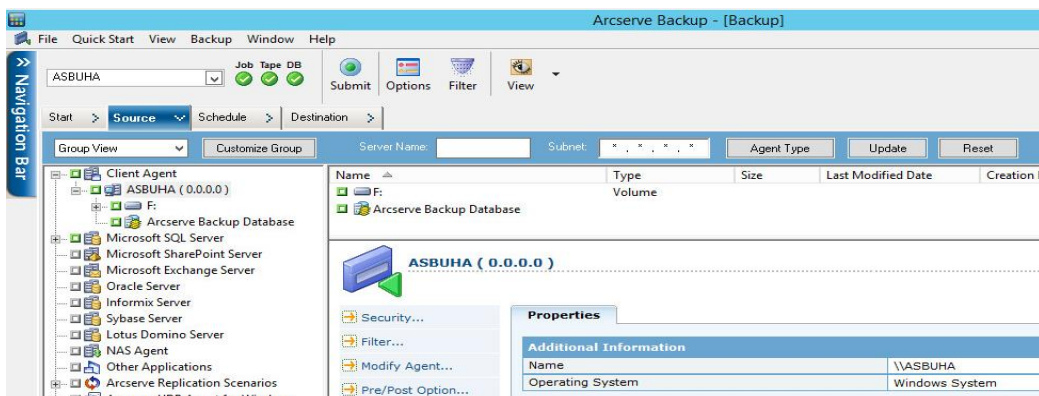 Arcserve Backup - [Backup]
File Quick Start View Backup Window Help
Navigation Bar
ASBUHA
Job Tape DB
Submit Options Filter View
Start Source Schedule Destination
Group View Customize Group Server Name: Subnet: * . * . * . * Agent Type Update Reset
Client Agent
ASBUHA ( 0.0.0.0 )
F:
Arcserve Backup Database
Microsoft SQL Server
Microsoft SharePoint Server
Microsoft Exchange Server
Oracle Server
Informix Server
Sybase Server
Lotus Domino Server
NAS Agent
Other Applications
Arcserve Replication Scenarios
Name Type Size Last Modified Date Creation
F: Volume
Arcserve Backup Database
ASBUHA ( 0.0.0.0 )
Security...
Filter...
Modify Agent...
Pre/Post Option...
Properties
Additional Information
Name \\ASBUHA
Operating System Windows System